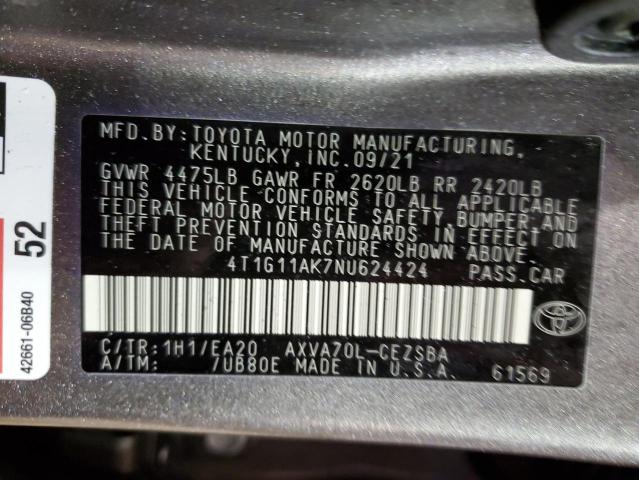 MFD.BY:TOYOTA MOTOR MANUFACTURING,
KENTUCKY, INC.09/21
GVWR 4475LB GAWR FR 2620LB RR 2420LB
THIS VEHICLE CONFORMS TO ALL APPLICABLE
FEDERAL MOTOR VEHICLE SAFETY, BUMPER, AND
THEFT PREVENTION STANDARDS IN EFFECT ON
THE DATE OF MANUFACTURE SHOWN ABOVE.
4T1G11AK7NU624424 PASS.CAR
C/TR:1H1/EA20 AXVA70L-CEZSBA
A/TM: 7UB80E MADE IN U.S.A. 61569
52
42661-06B40